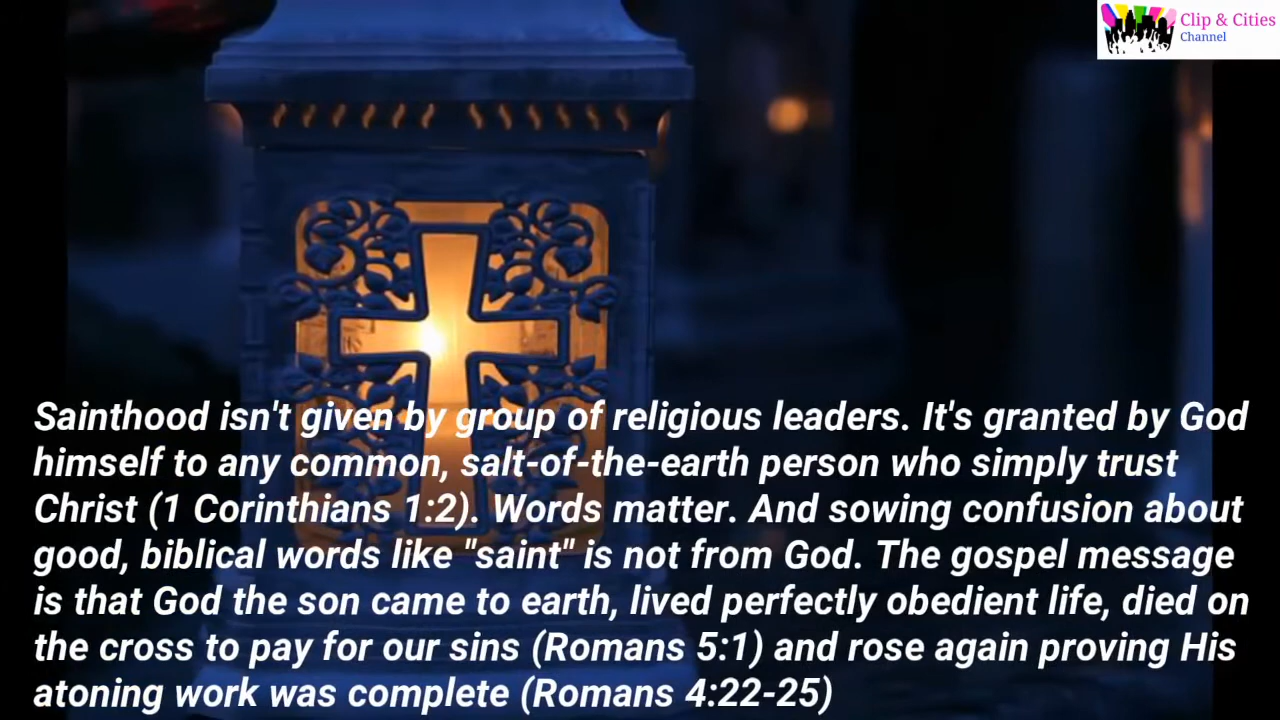 Clip & Cities
Channel
Sainthood isn't given by group of religious leaders. It's granted by God
himself to any common, salt-of-the-earth person who simply trust
Christ (1 Corinthians 1:2). Words matter. And sowing confusion about
good, biblical words like "saint" is not from God. The gospel message
is that God the son came to earth, lived perfectly obedient life, died on
the cross to pay for our sins (Romans 5:1) and rose again proving His
atoning work was complete (Romans 4:22-25)